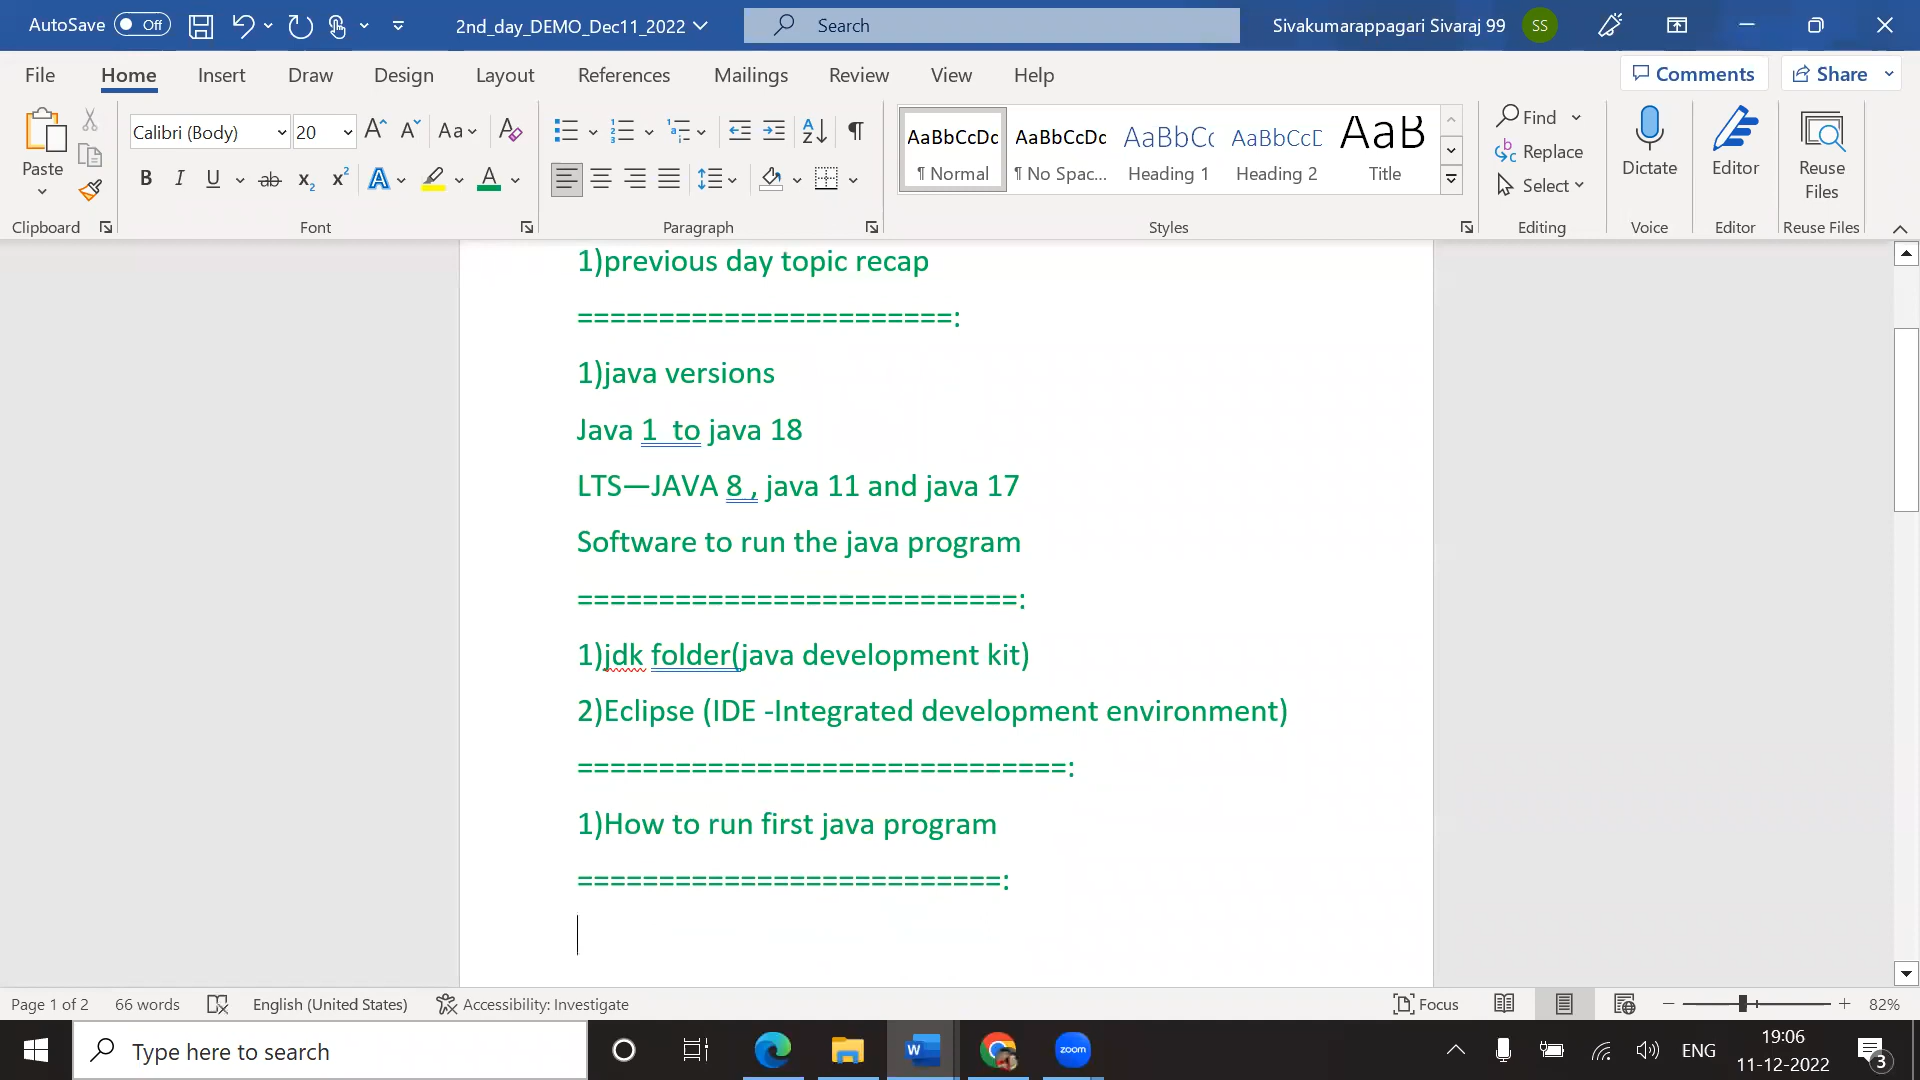 AutoSave Off
2nd_day_DEMO_Dec11_2022
Search
Sivakumarappagari Sivaraj 99
SS
File Home Insert Draw Design Layout References Mailings Review View Help
Comments Share
Paste
Calibri (Body) 20
AaBbCcDc AaBbCcDc AaBbCc AaBbCcD AaB
¶ Normal ¶ No Spac... Heading 1 Heading 2 Title
Find
Replace
Select
Dictate
Editor
Reuse
Files
Clipboard Font Paragraph Styles Editing Voice Editor Reuse Files
1)previous day topic recap
=======================:
1)java versions
Java 1 to java 18
LTS—JAVA 8 , java 11 and java 17
Software to run the java program
===========================:
1)jdk folder(java development kit)
2)Eclipse (IDE -Integrated development environment)
==============================:
1)How to run first java program
==========================:
Page 1 of 2 66 words English (United States) Accessibility: Investigate Focus 82%
Type here to search
zoom
ENG
19:06
11-12-2022
3